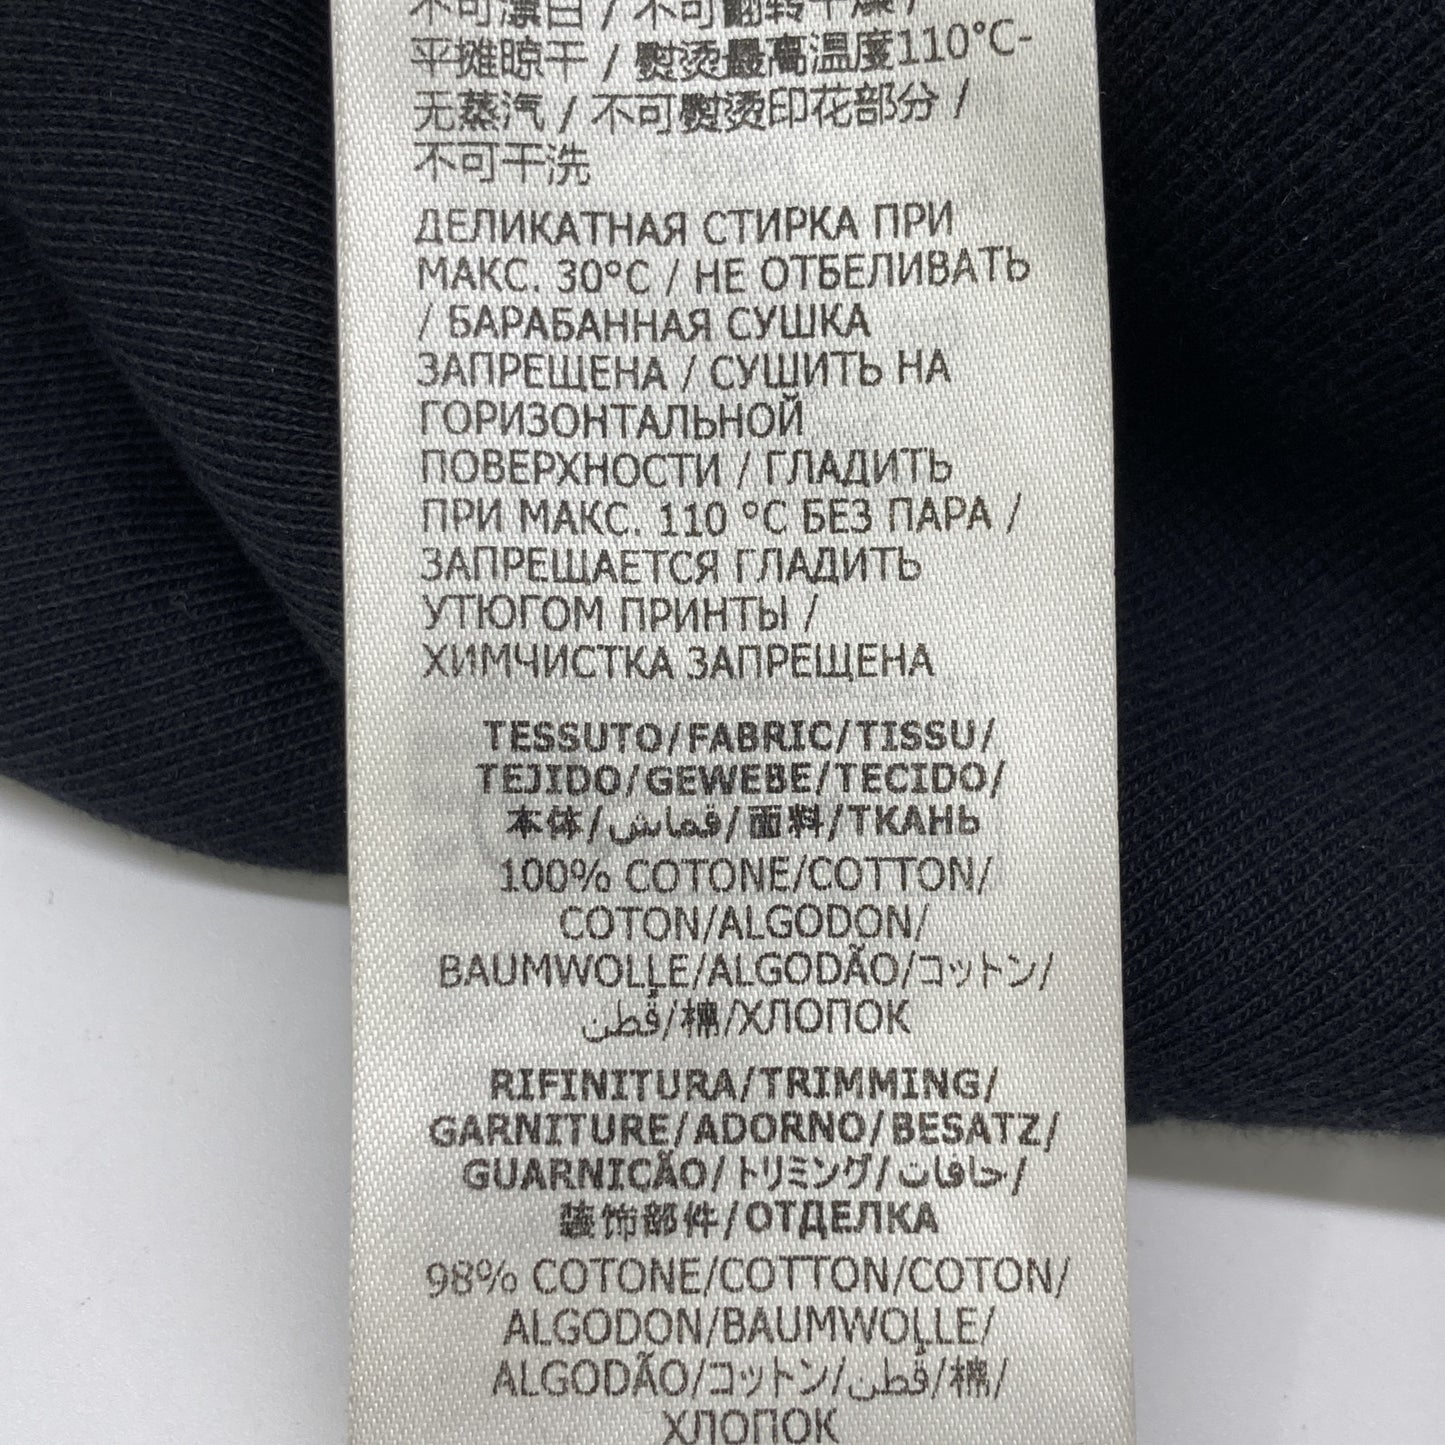 不可漂白 / 不可翻转干燥 /
平摊晾干 / 熨烫最高温度110°C-
无蒸汽 / 不可熨烫印花部分 /
不可干洗
ДЕЛИКАТНАЯ СТИРКА ПРИ
МАКС. 30°C / НЕ ОТБЕЛИВАТЬ
/ БАРАБАННАЯ СУШКА
ЗАПРЕЩЕНА / СУШИТЬ НА
ГОРИЗОНТАЛЬНОЙ
ПОВЕРХНОСТИ / ГЛАДИТЬ
ПРИ МАКС. 110 °C БЕЗ ПАРА /
ЗАПРЕЩАЕТСЯ ГЛАДИТЬ
УТЮГОМ ПРИНТЫ /
ХИМЧИСТКА ЗАПРЕЩЕНА
TESSUTO/FABRIC/TISSU/
TEJIDO/GEWEBE/TECIDO/
本体/قماش/面料/ТКАНЬ
100% COTONE/COTTON/
COTON/ALGODON/
BAUMWOLLE/ALGODÃO/コットン/
قُطن/棉/ХЛОПОК
RIFINITURA/TRIMMING/
GARNITURE/ADORNO/BESATZ/
GUARNIÇÃO/トリミング/حافات/
装饰部件/ОТДЕЛКА
98% COTONE/COTTON/COTON/
ALGODON/BAUMWOLLE/
ALGODÃO/コットン/قُطن/棉/
ХЛОПОК